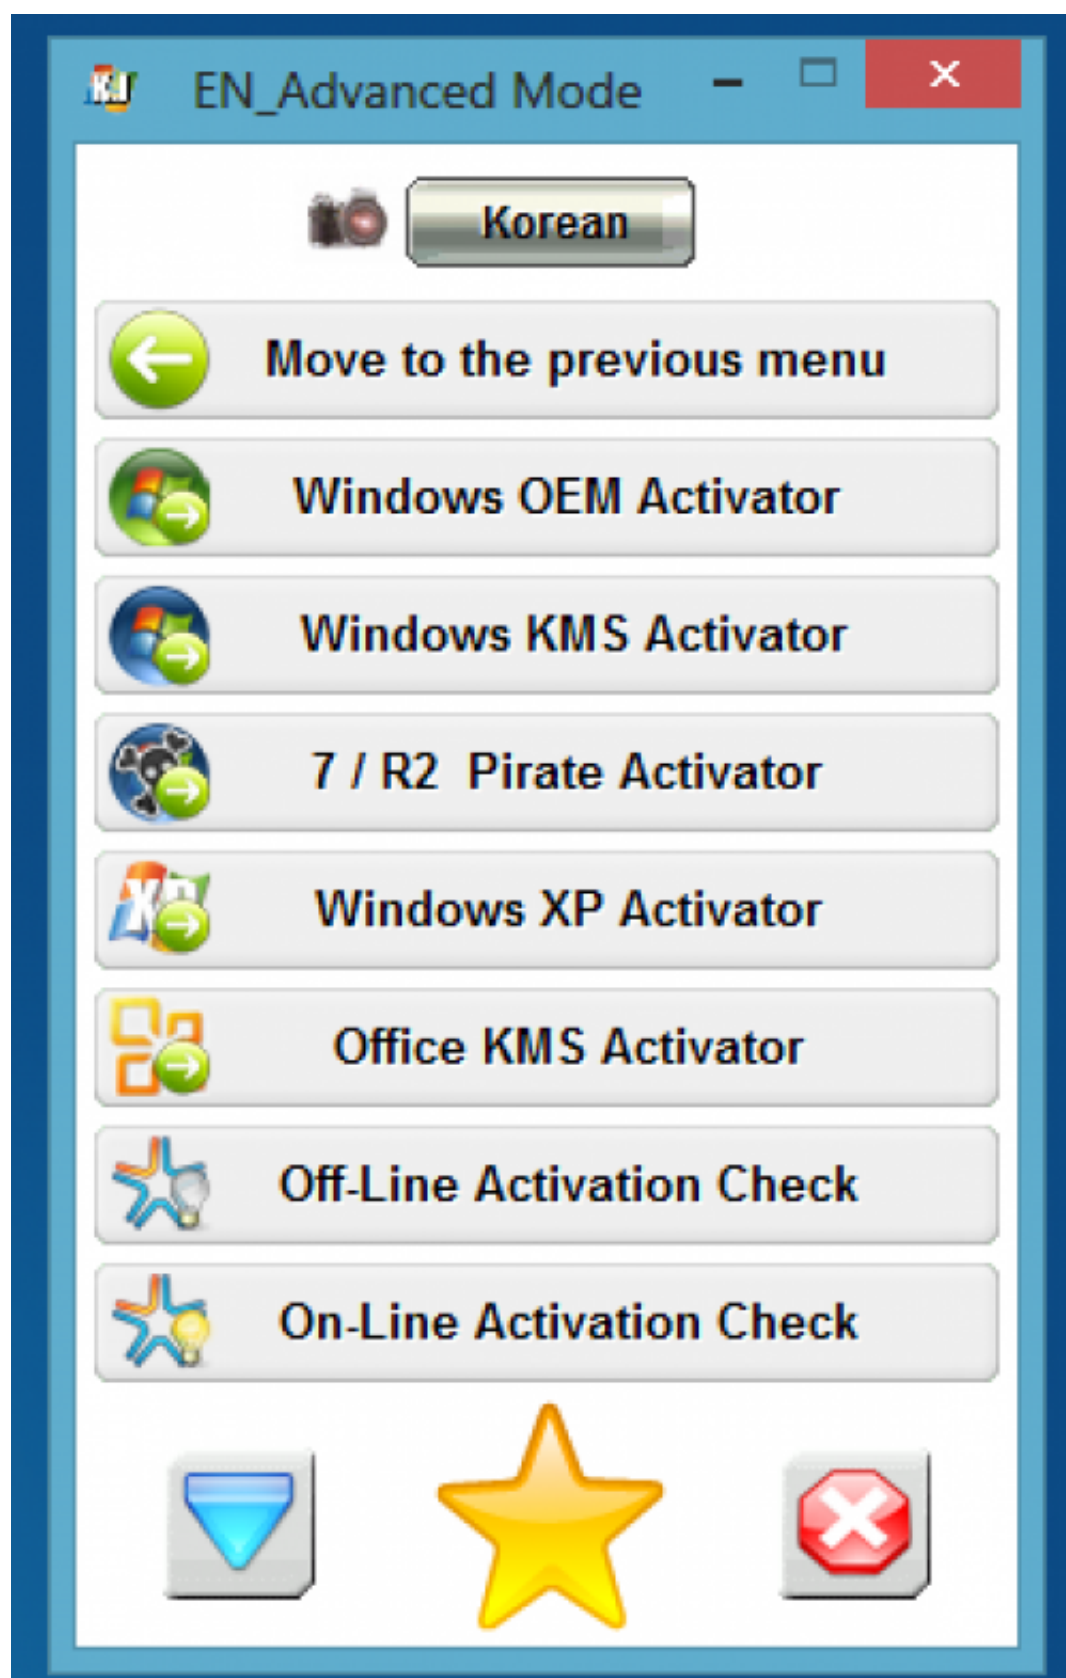 K.J
EN_Advanced Mode
Korean
Move to the previous menu
Windows OEM Activator
Windows KMS Activator
7 / R2 Pirate Activator
XP
Windows XP Activator
Office KMS Activator
Off-Line Activation Check
On-Line Activation Check